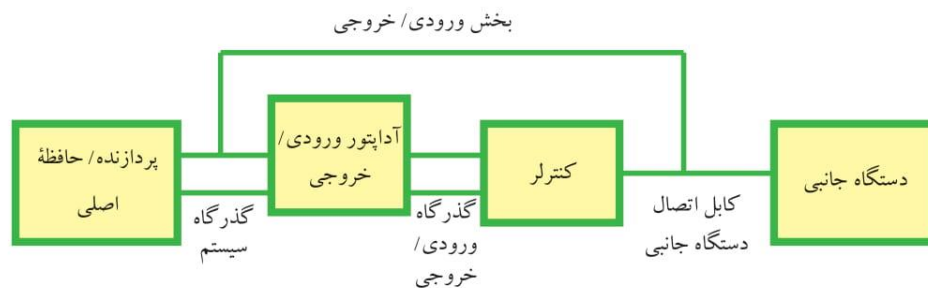 بخش ورودی/ خروجی
پردازنده/ حافظهٔ
اصلی
گذرگاه
سیستم
آداپتور ورودی/
خروجی
گذرگاه
ورودی/
خروجی
کنترلر
کابل اتصال
دستگاه جانبی
دستگاه جانبی